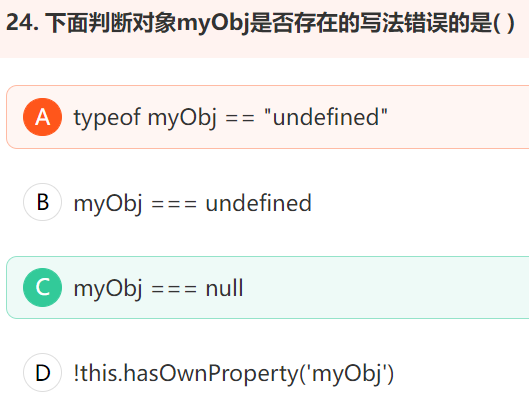 24. 下面判断对象myObj是否存在的写法错误的是( )
A typeof myObj == "undefined"
B myObj === undefined
C myObj === null
D !this.hasOwnProperty('myObj')